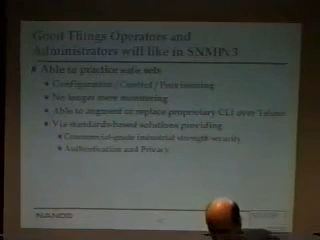 Good Things Operators and
Administrators will like in SNMPv3
Able to practice safe sets
Configuration / Control / Provisioning
No longer mere monitoring
Able to augment or replace proprietary CLI over Telnet
Via standards-based solutions providing
Commercial-grade industrial strength security
Authentication and Privacy
NANOG